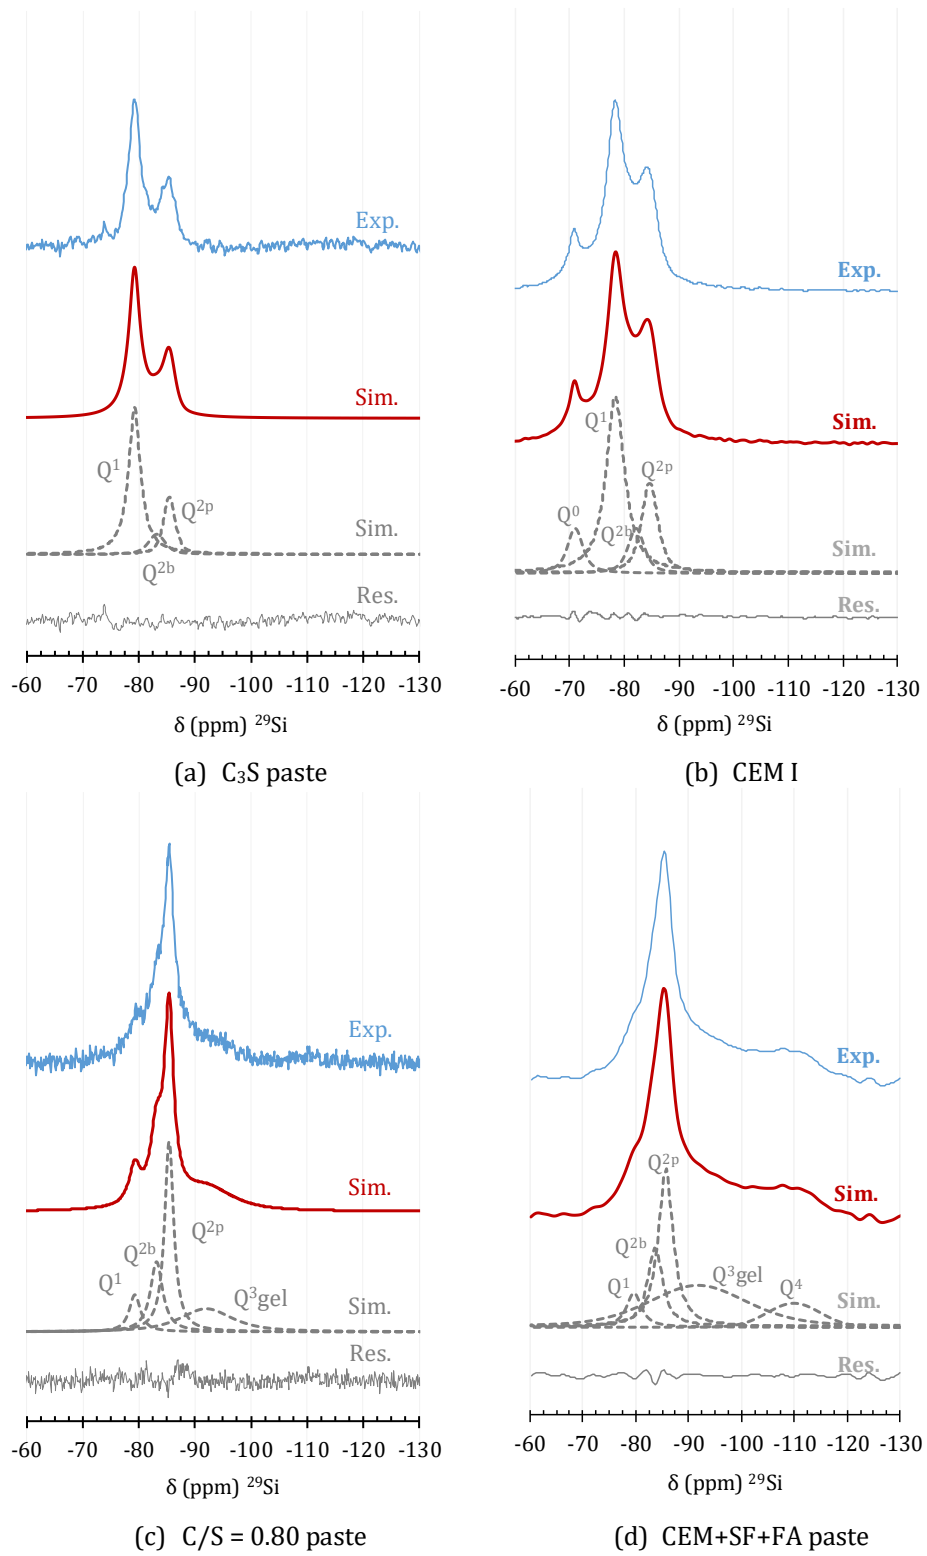 Exp.
Sim.
Q¹
Q²ᵖ
Sim.
Q²ᵇ
Res.
-60 -70 -80 -90 -100 -110 -120 -130
δ (ppm) ²⁹Si
(a) C₃S paste
Exp.
Sim.
Q¹
Q²ᵖ
Q⁰
Q²ᵇ
Sim.
Res.
-60 -70 -80 -90 -100 -110 -120 -130
δ (ppm) ²⁹Si
(b) CEM I
Exp.
Sim.
Q²ᵖ
Q²ᵇ
Q¹
Q³gel
Sim.
Res.
-60 -70 -80 -90 -100 -110 -120 -130
δ (ppm) ²⁹Si
(c) C/S = 0.80 paste
Exp.
Q²ᵖ
Sim.
Q²ᵇ
Q³gel
Q¹
Q⁴
Sim.
Res.
-60 -70 -80 -90 -100 -110 -120 -130
δ (ppm) ²⁹Si
(d) CEM+SF+FA paste